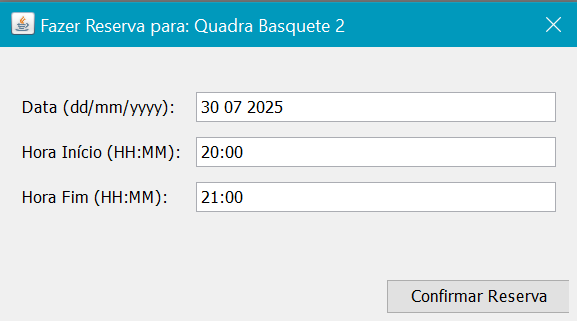 Fazer Reserva para: Quadra Basquete 2
Data (dd/mm/yyyy): 30 07 2025
Hora Início (HH:MM): 20:00
Hora Fim (HH:MM): 21:00
Confirmar Reserva